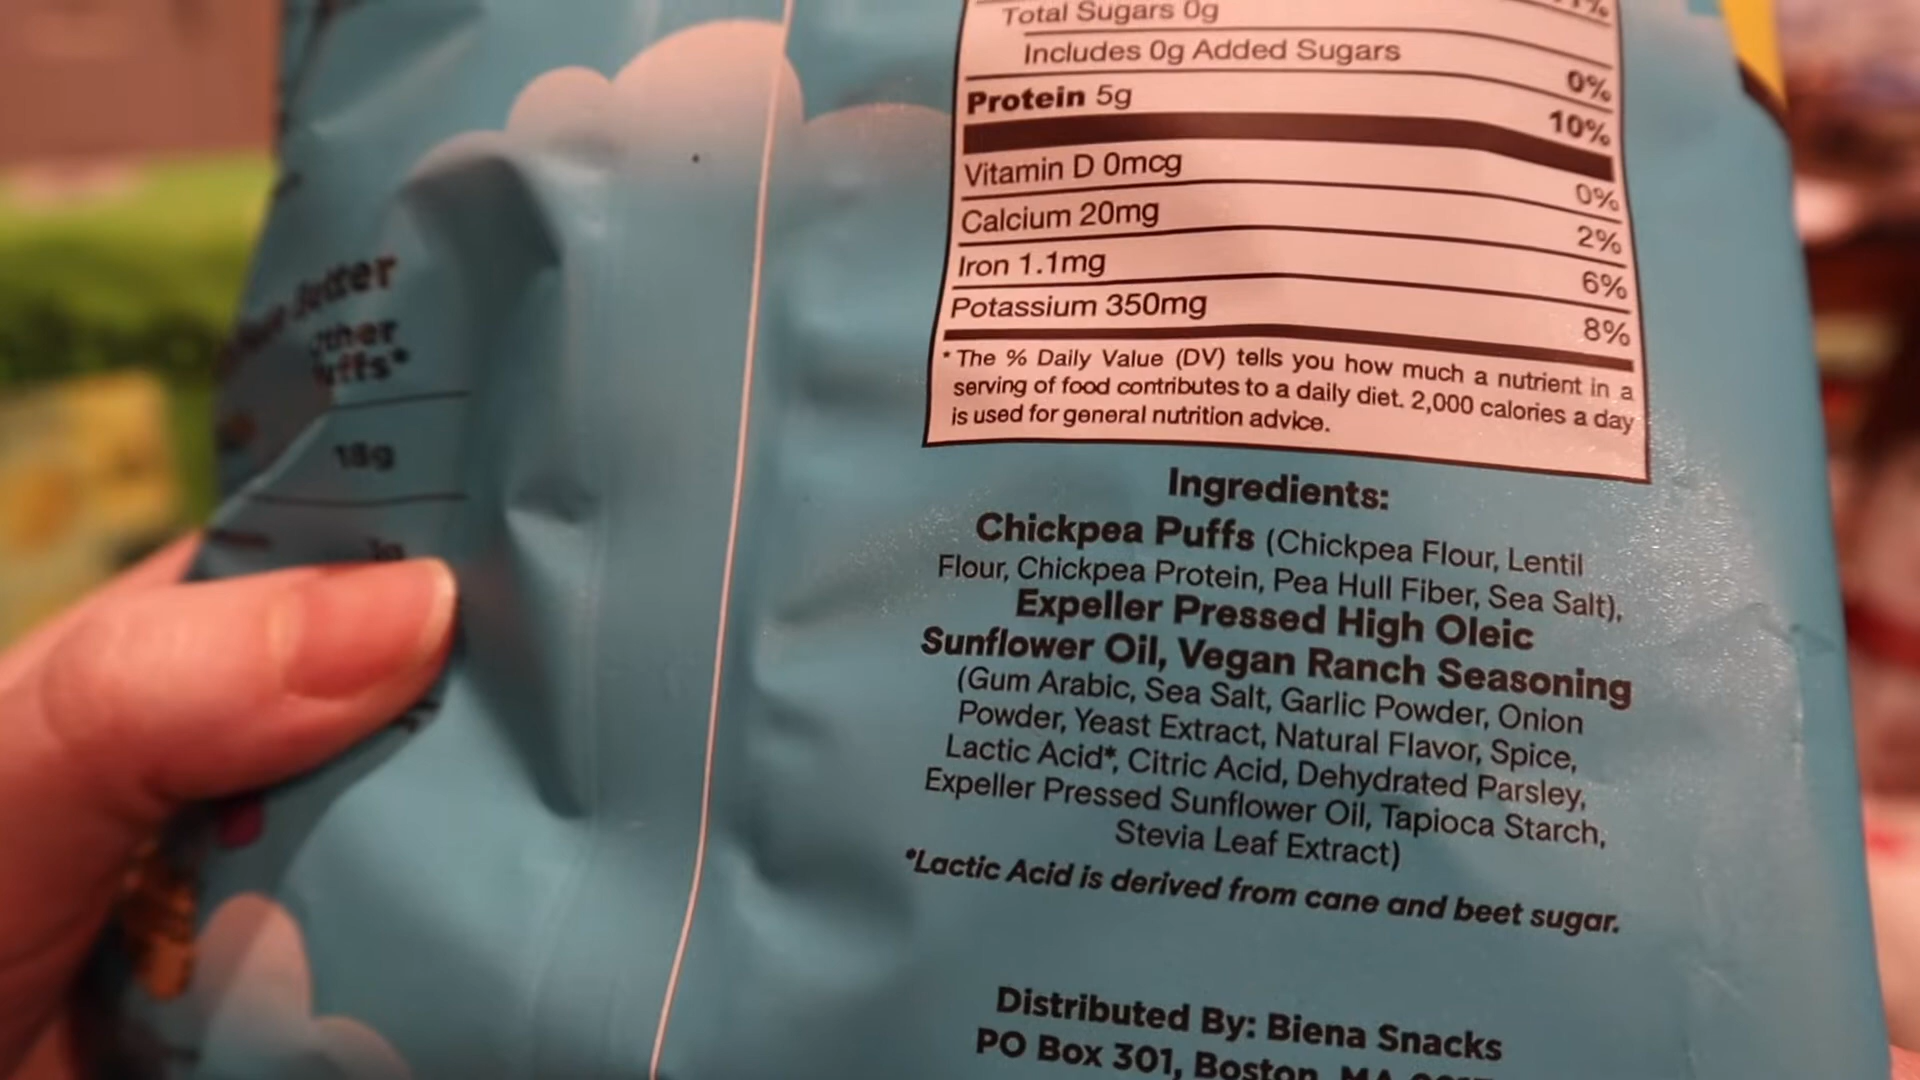 Butter
ther
uffs*
18g
Total Sugars 0g
Includes 0g Added Sugars 0%
Protein 5g 10%
Vitamin D 0mcg 0%
Calcium 20mg 2%
Iron 1.1mg 6%
Potassium 350mg 8%
* The % Daily Value (DV) tells you how much a nutrient in a
serving of food contributes to a daily diet. 2,000 calories a day
is used for general nutrition advice.
Ingredients:
Chickpea Puffs (Chickpea Flour, Lentil
Flour, Chickpea Protein, Pea Hull Fiber, Sea Salt),
Expeller Pressed High Oleic
Sunflower Oil, Vegan Ranch Seasoning
(Gum Arabic, Sea Salt, Garlic Powder, Onion
Powder, Yeast Extract, Natural Flavor, Spice,
Lactic Acid*, Citric Acid, Dehydrated Parsley,
Expeller Pressed Sunflower Oil, Tapioca Starch,
Stevia Leaf Extract)
*Lactic Acid is derived from cane and beet sugar.
Distributed By: Biena Snacks
PO Box 301, Boston, MA